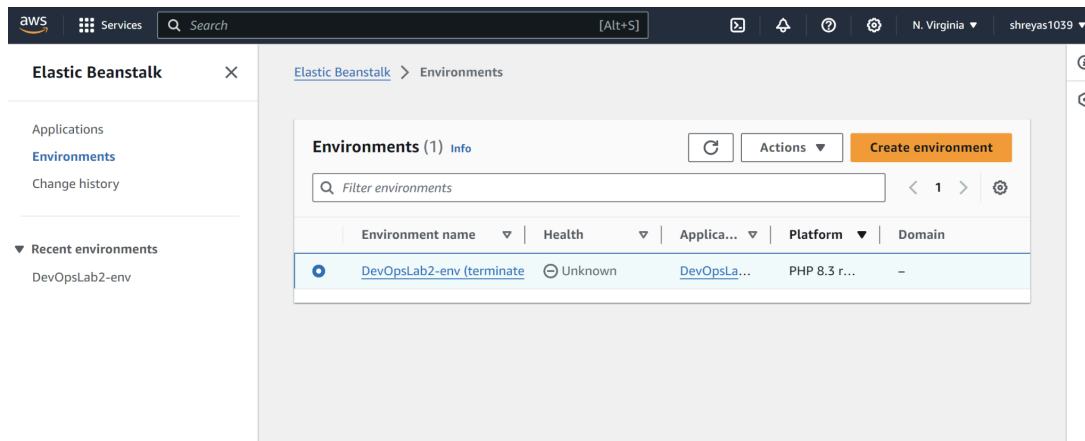 aws Services Search [Alt+S] N. Virginia ▼ shreyas1039 ▼
Elastic Beanstalk
Applications
Environments
Change history
▼ Recent environments
DevOpsLab2-env
Elastic Beanstalk > Environments
Environments (1) Info Actions ▼ Create environment
Filter environments < 1 >
Environment name Health Applica... Platform Domain
DevOpsLab2-env (terminate Unknown DevOpsLa... PHP 8.3 r... –